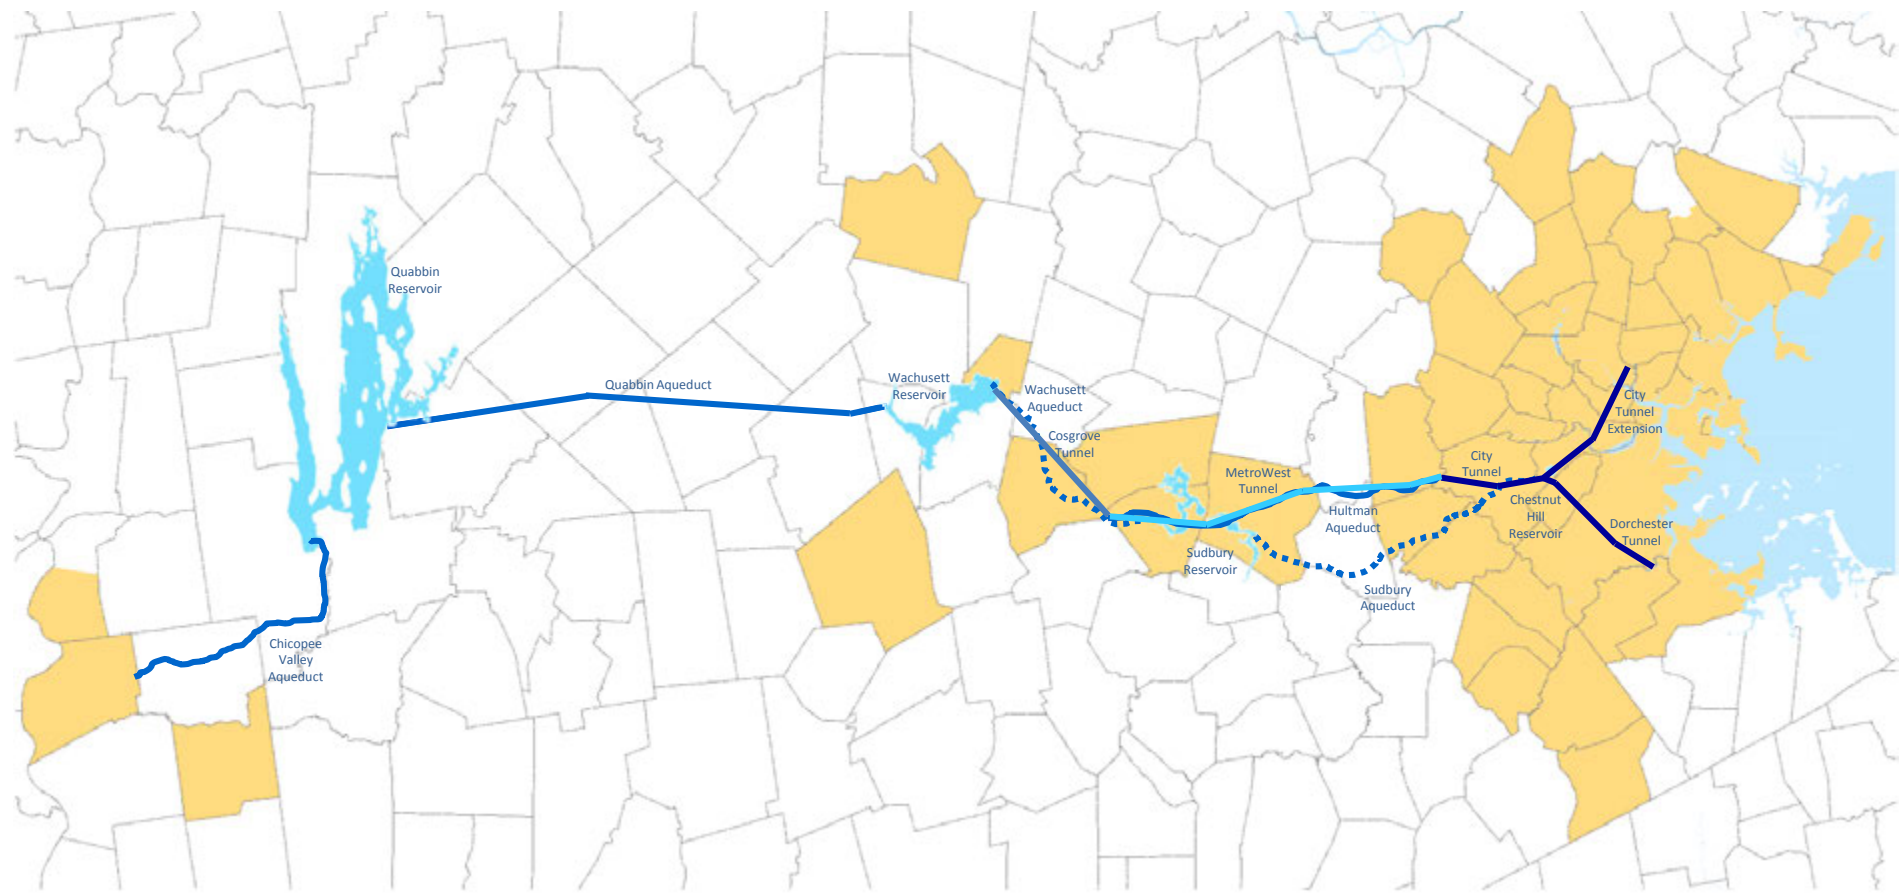 Quabbin
Reservoir
Quabbin Aqueduct
Wachusett
Reservoir
Wachusett
Aqueduct
Cosgrove
Tunnel
MetroWest
Tunnel
Hultman
Aqueduct
City
Tunnel
City
Tunnel
Extension
Chestnut
Hill
Reservoir
Dorchester
Tunnel
Sudbury
Reservoir
Sudbury
Aqueduct
Chicopee
Valley
Aqueduct